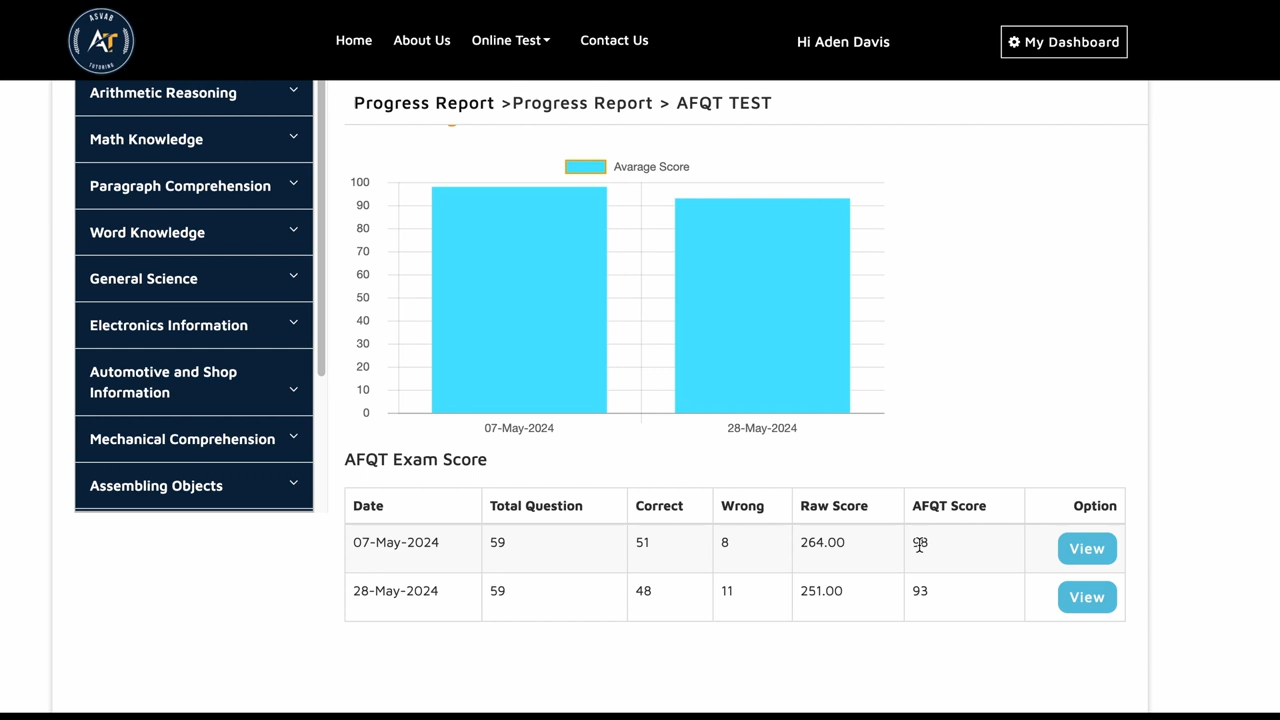 ASVAB
AT
TUTORING
Home About Us Online Test Contact Us Hi Aden Davis My Dashboard
Arithmetic Reasoning
Math Knowledge
Paragraph Comprehension
Word Knowledge
General Science
Electronics Information
Automotive and Shop
Information
Mechanical Comprehension
Assembling Objects
Progress Report >Progress Report > AFQT TEST
Avarage Score
100
90
80
70
60
50
40
30
20
10
0
07-May-2024 28-May-2024
AFQT Exam Score
Date Total Question Correct Wrong Raw Score AFQT Score Option
07-May-2024 59 51 8 264.00 98 View
28-May-2024 59 48 11 251.00 93 View